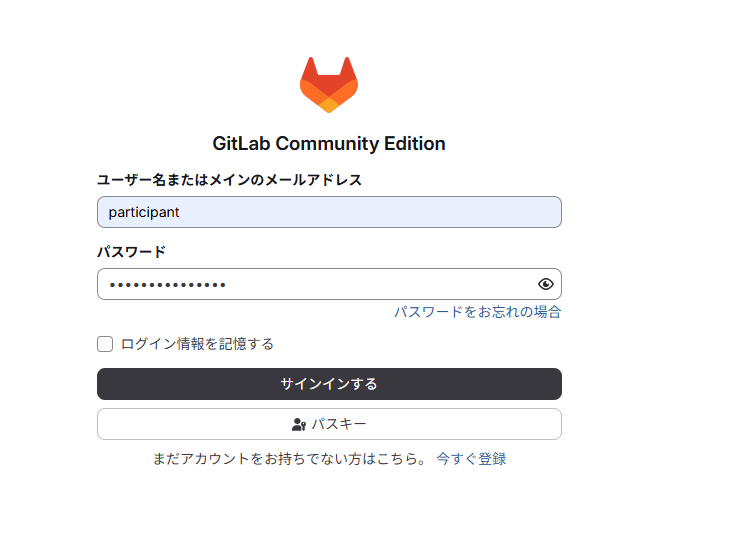 GitLab Community Edition
ユーザー名またはメインのメールアドレス
participant
パスワード
•••••••••••••••
パスワードをお忘れの場合
ログイン情報を記憶する
サインインする
パスキー
まだアカウントをお持ちでない方はこちら。 今すぐ登録